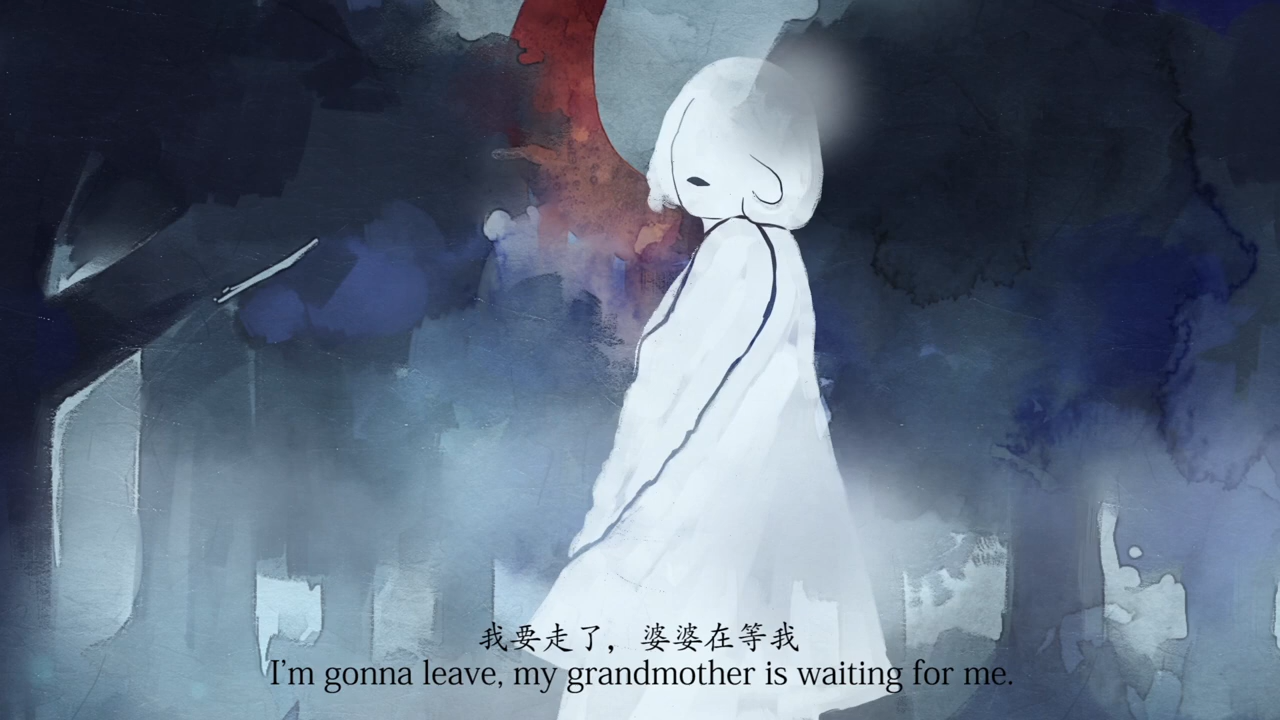 我要走了，婆婆在等我
I'm gonna leave, my grandmother is waiting for me.